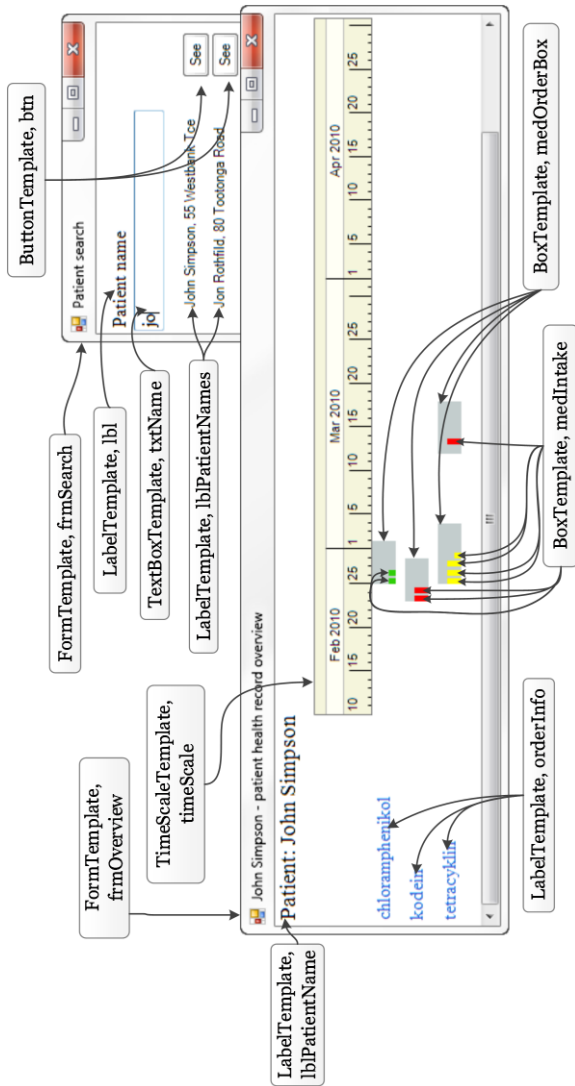 FormTemplate, frmSearch
ButtonTemplate, btn
LabelTemplate, lbl
TextBoxTemplate, txtName
LabelTemplate, lblPatientNames
Patient search
Patient name
jo
John Simpson, 55 Westbank Tce
See
Jon Rothfild, 80 Tootonga Road
See
FormTemplate,
frmOverview
TimeScaleTemplate,
timeScale
LabelTemplate,
lblPatientName
John Simpson - patient health record overview
Patient: John Simpson
Feb 2010
Mar 2010
Apr 2010
10 15 20 25 1 5 10 15 20 25 1 5 10 15 20 25
chloramphenikol
kodein
tetracyklin
LabelTemplate, orderInfo
BoxTemplate, medIntake
BoxTemplate, medOrderBox